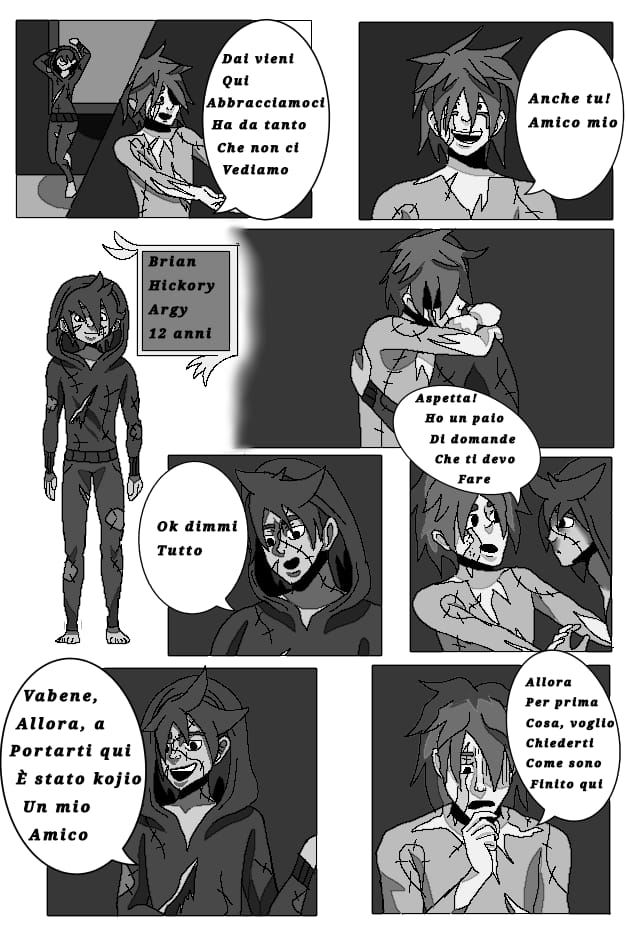 Anche tu!
Amico mio
Dai vieni
Qui
Abbracciamoci
Ha da tanto
Che non ci
Vediamo
Brian
Hickory
Argy
12 anni
Aspetta!
Ho un paio
Di domande
Che ti devo
Fare
Ok dimmi
Tutto
Allora
Per prima
Cosa, voglio
Chiederti
Come sono
Finito qui
Vabene,
Allora, a
Portarti qui
È stato kojio
Un mio
Amico